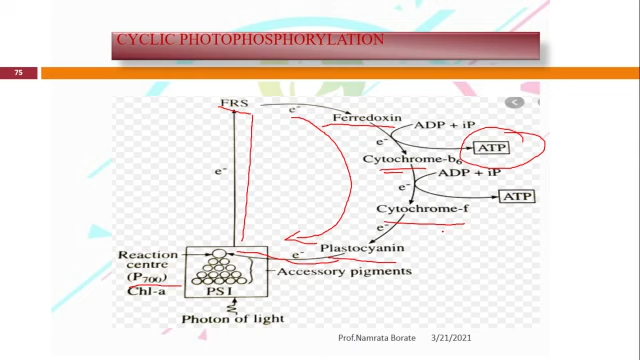 CYCLIC PHOTOPHOSPHORYLATION
75
FRS
e⁻
Ferredoxin
ADP + iP
e⁻
ATP
Cytochrome-b₆
ADP + iP
e⁻
e⁻
ATP
Cytochrome-f
e⁻
Plastocyanin
Reaction
centre
(P₇₀₀)
Chl-a
e⁻
Accessory pigments
PS I
Photon of light
Prof.Namrata Borate 3/21/2021